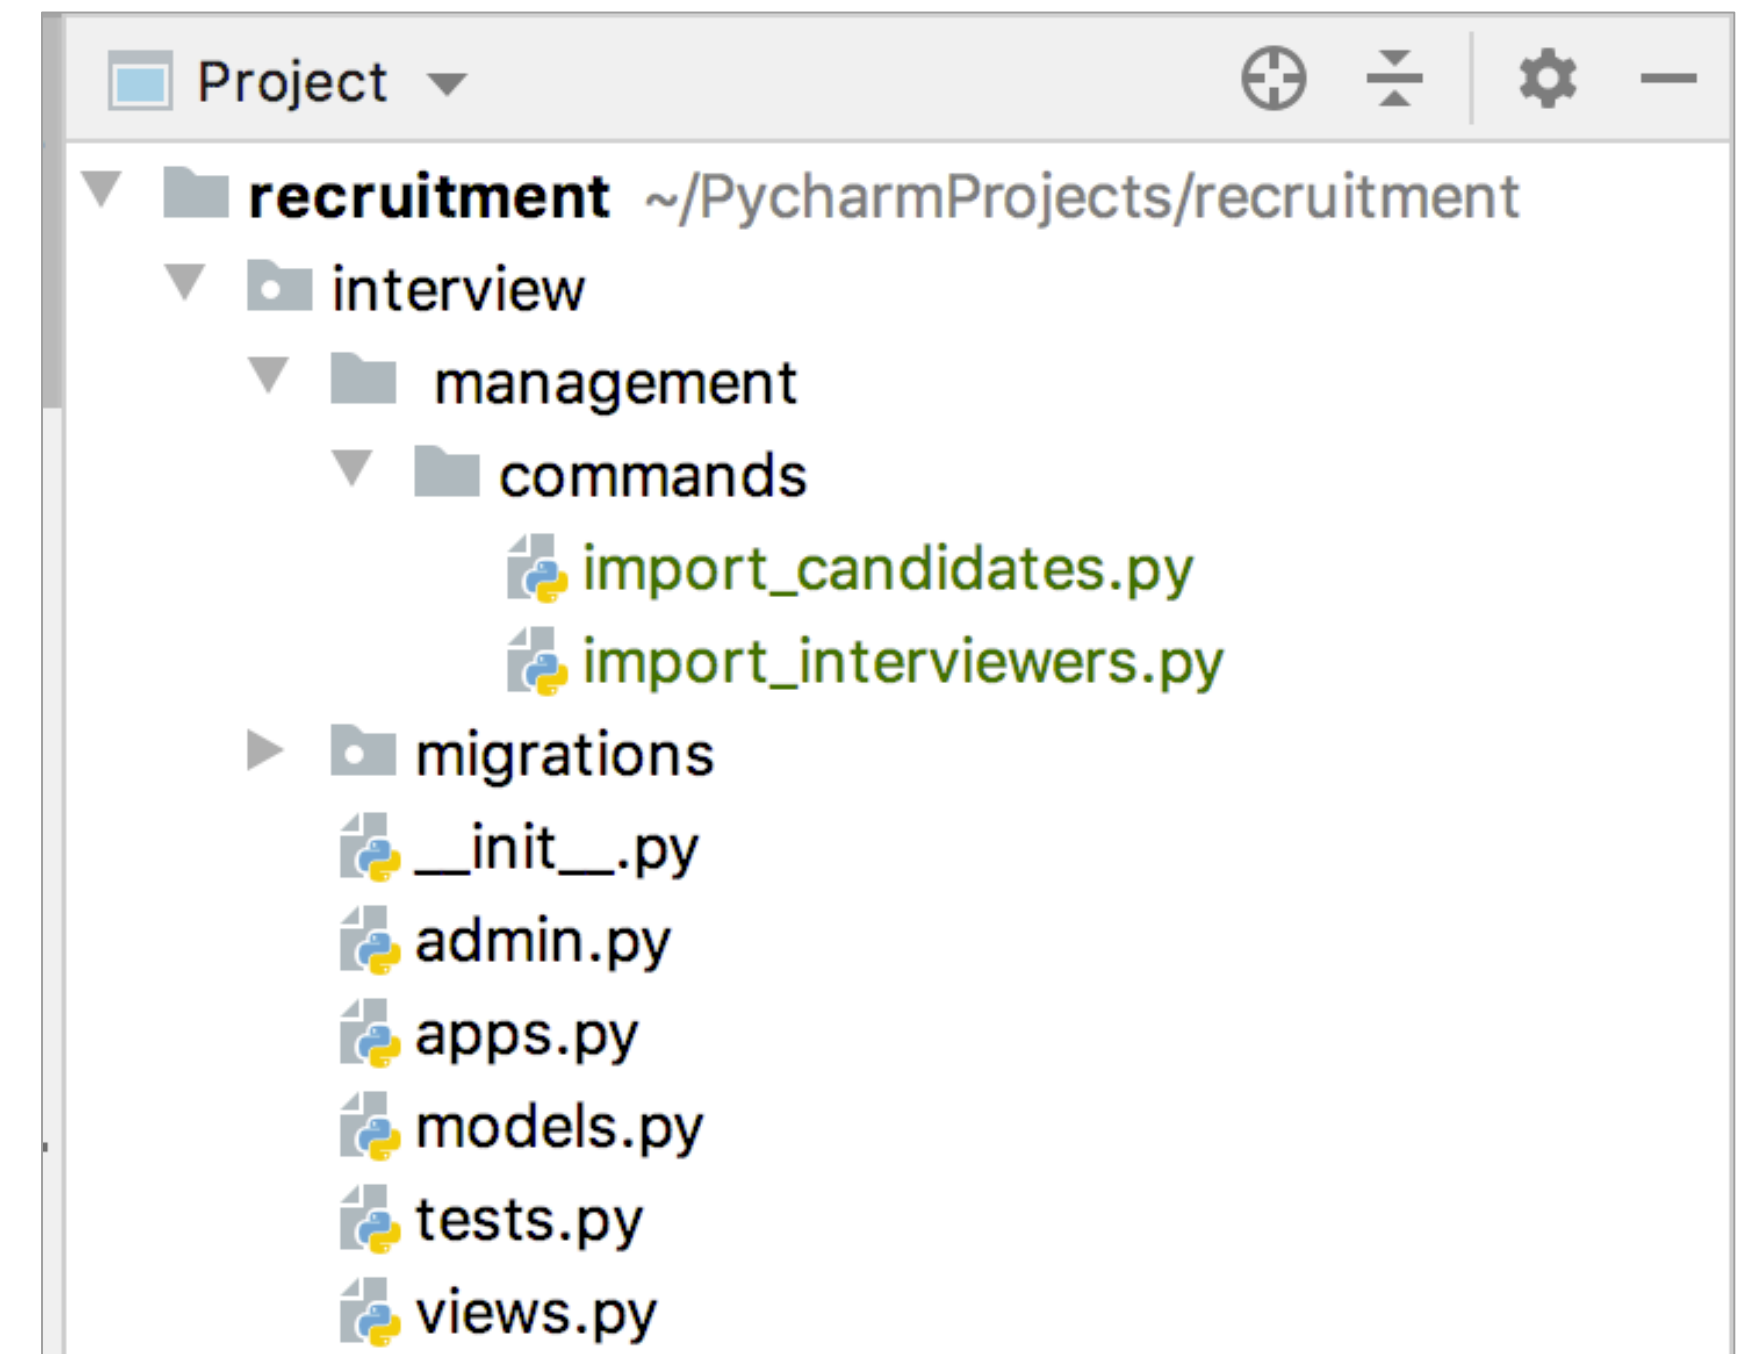 Project
recruitment ~/PycharmProjects/recruitment
interview
management
commands
import_candidates.py
import_interviewers.py
migrations
__init__.py
admin.py
apps.py
models.py
tests.py
views.py